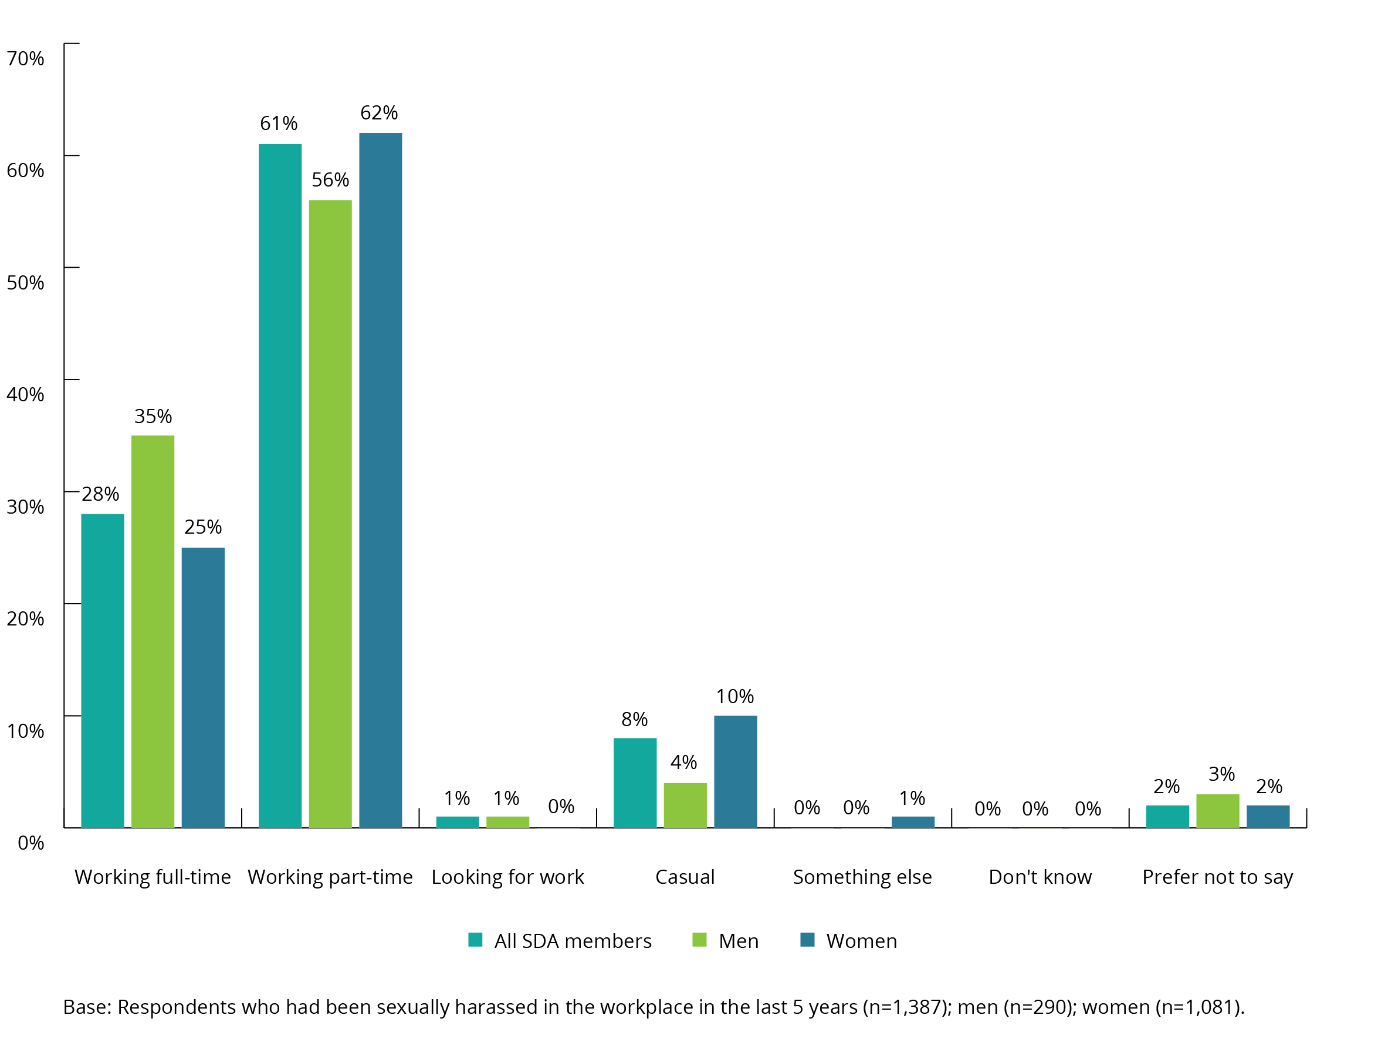 70%
60%
50%
40%
30%
20%
10%
0%
28%
35%
25%
61%
56%
62%
1%
1%
0%
8%
4%
10%
0%
0%
1%
0%
0%
0%
2%
3%
2%
Working full-time
Working part-time
Looking for work
Casual
Something else
Don't know
Prefer not to say
All SDA members
Men
Women
Base: Respondents who had been sexually harassed in the workplace in the last 5 years (n=1,387); men (n=290); women (n=1,081).